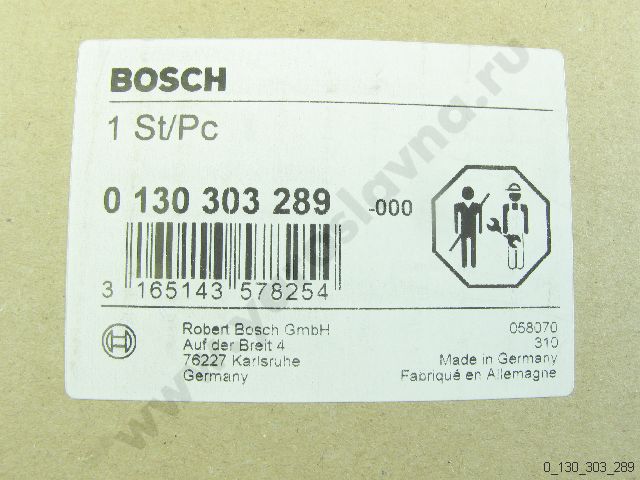 BOSCH
1 St/Pc
0 130 303 289 -000
3 165143 578254
Robert Bosch GmbH
Auf der Breit 4
76227 Karlsruhe
Germany
058070
310
Made in Germany
Fabriqué en Allemagne
0_130_303_289